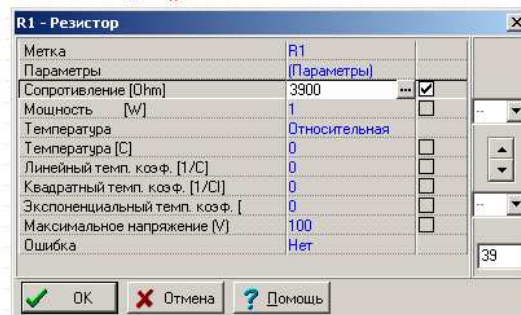 R1 - Резистор
Метка R1
Параметры (Параметры)
Сопротивление [Ohm] 3900 ...
Мощность [W] 1
Температура Относительная
Температура [C] 0
Линейный темп. коэф. [1/C] 0
Квадратный темп. коэф. [1/CI] 0
Экспоненциальный темп. коэф. [ 0
Максимальное напряжение (V) 100
Ошибка Нет
--
--
39
OK Отмена Помощь